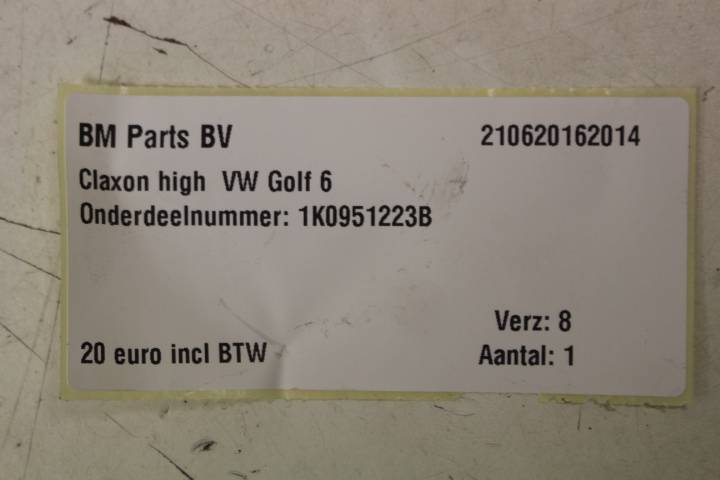 BM Parts BV 210620162014
Claxon high VW Golf 6
Onderdeelnummer: 1K0951223B
Verz: 8
20 euro incl BTW Aantal: 1